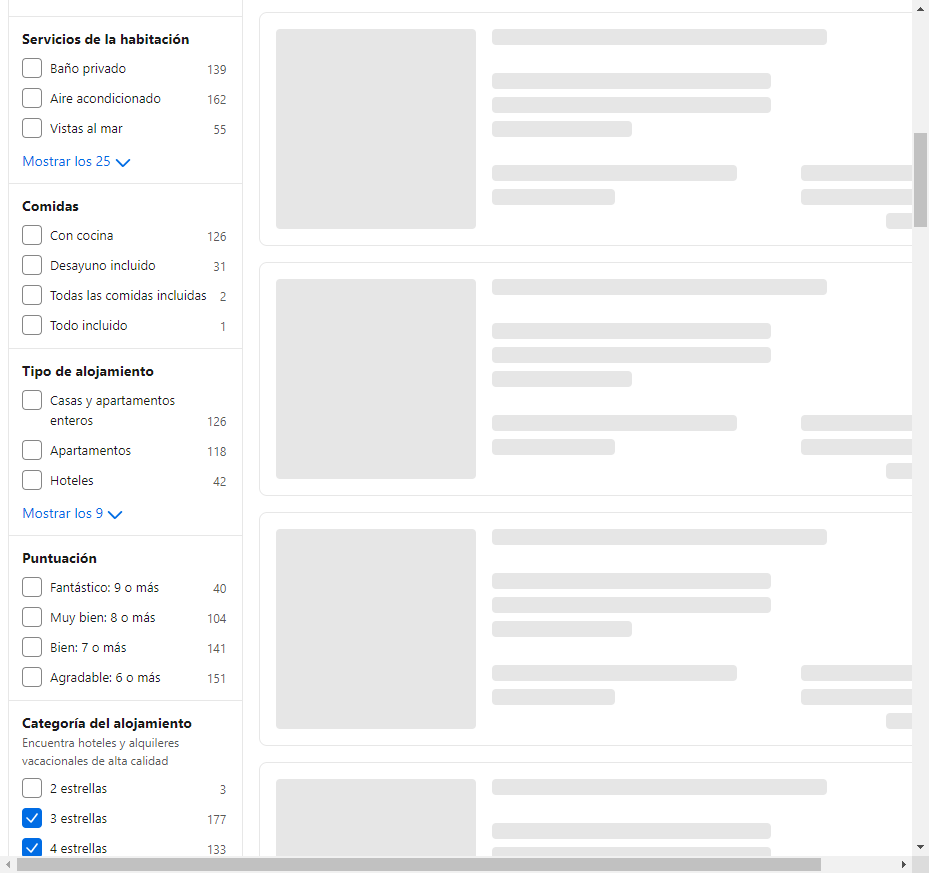 Servicios de la habitación
Baño privado 139
Aire acondicionado 162
Vistas al mar 55
Mostrar los 25
Comidas
Con cocina 126
Desayuno incluido 31
Todas las comidas incluidas 2
Todo incluido 1
Tipo de alojamiento
Casas y apartamentos
enteros 126
Apartamentos 118
Hoteles 42
Mostrar los 9
Puntuación
Fantástico: 9 o más 40
Muy bien: 8 o más 104
Bien: 7 o más 141
Agradable: 6 o más 151
Categoría del alojamiento
Encuentra hoteles y alquileres
vacacionales de alta calidad
2 estrellas 3
3 estrellas 177
4 estrellas 133